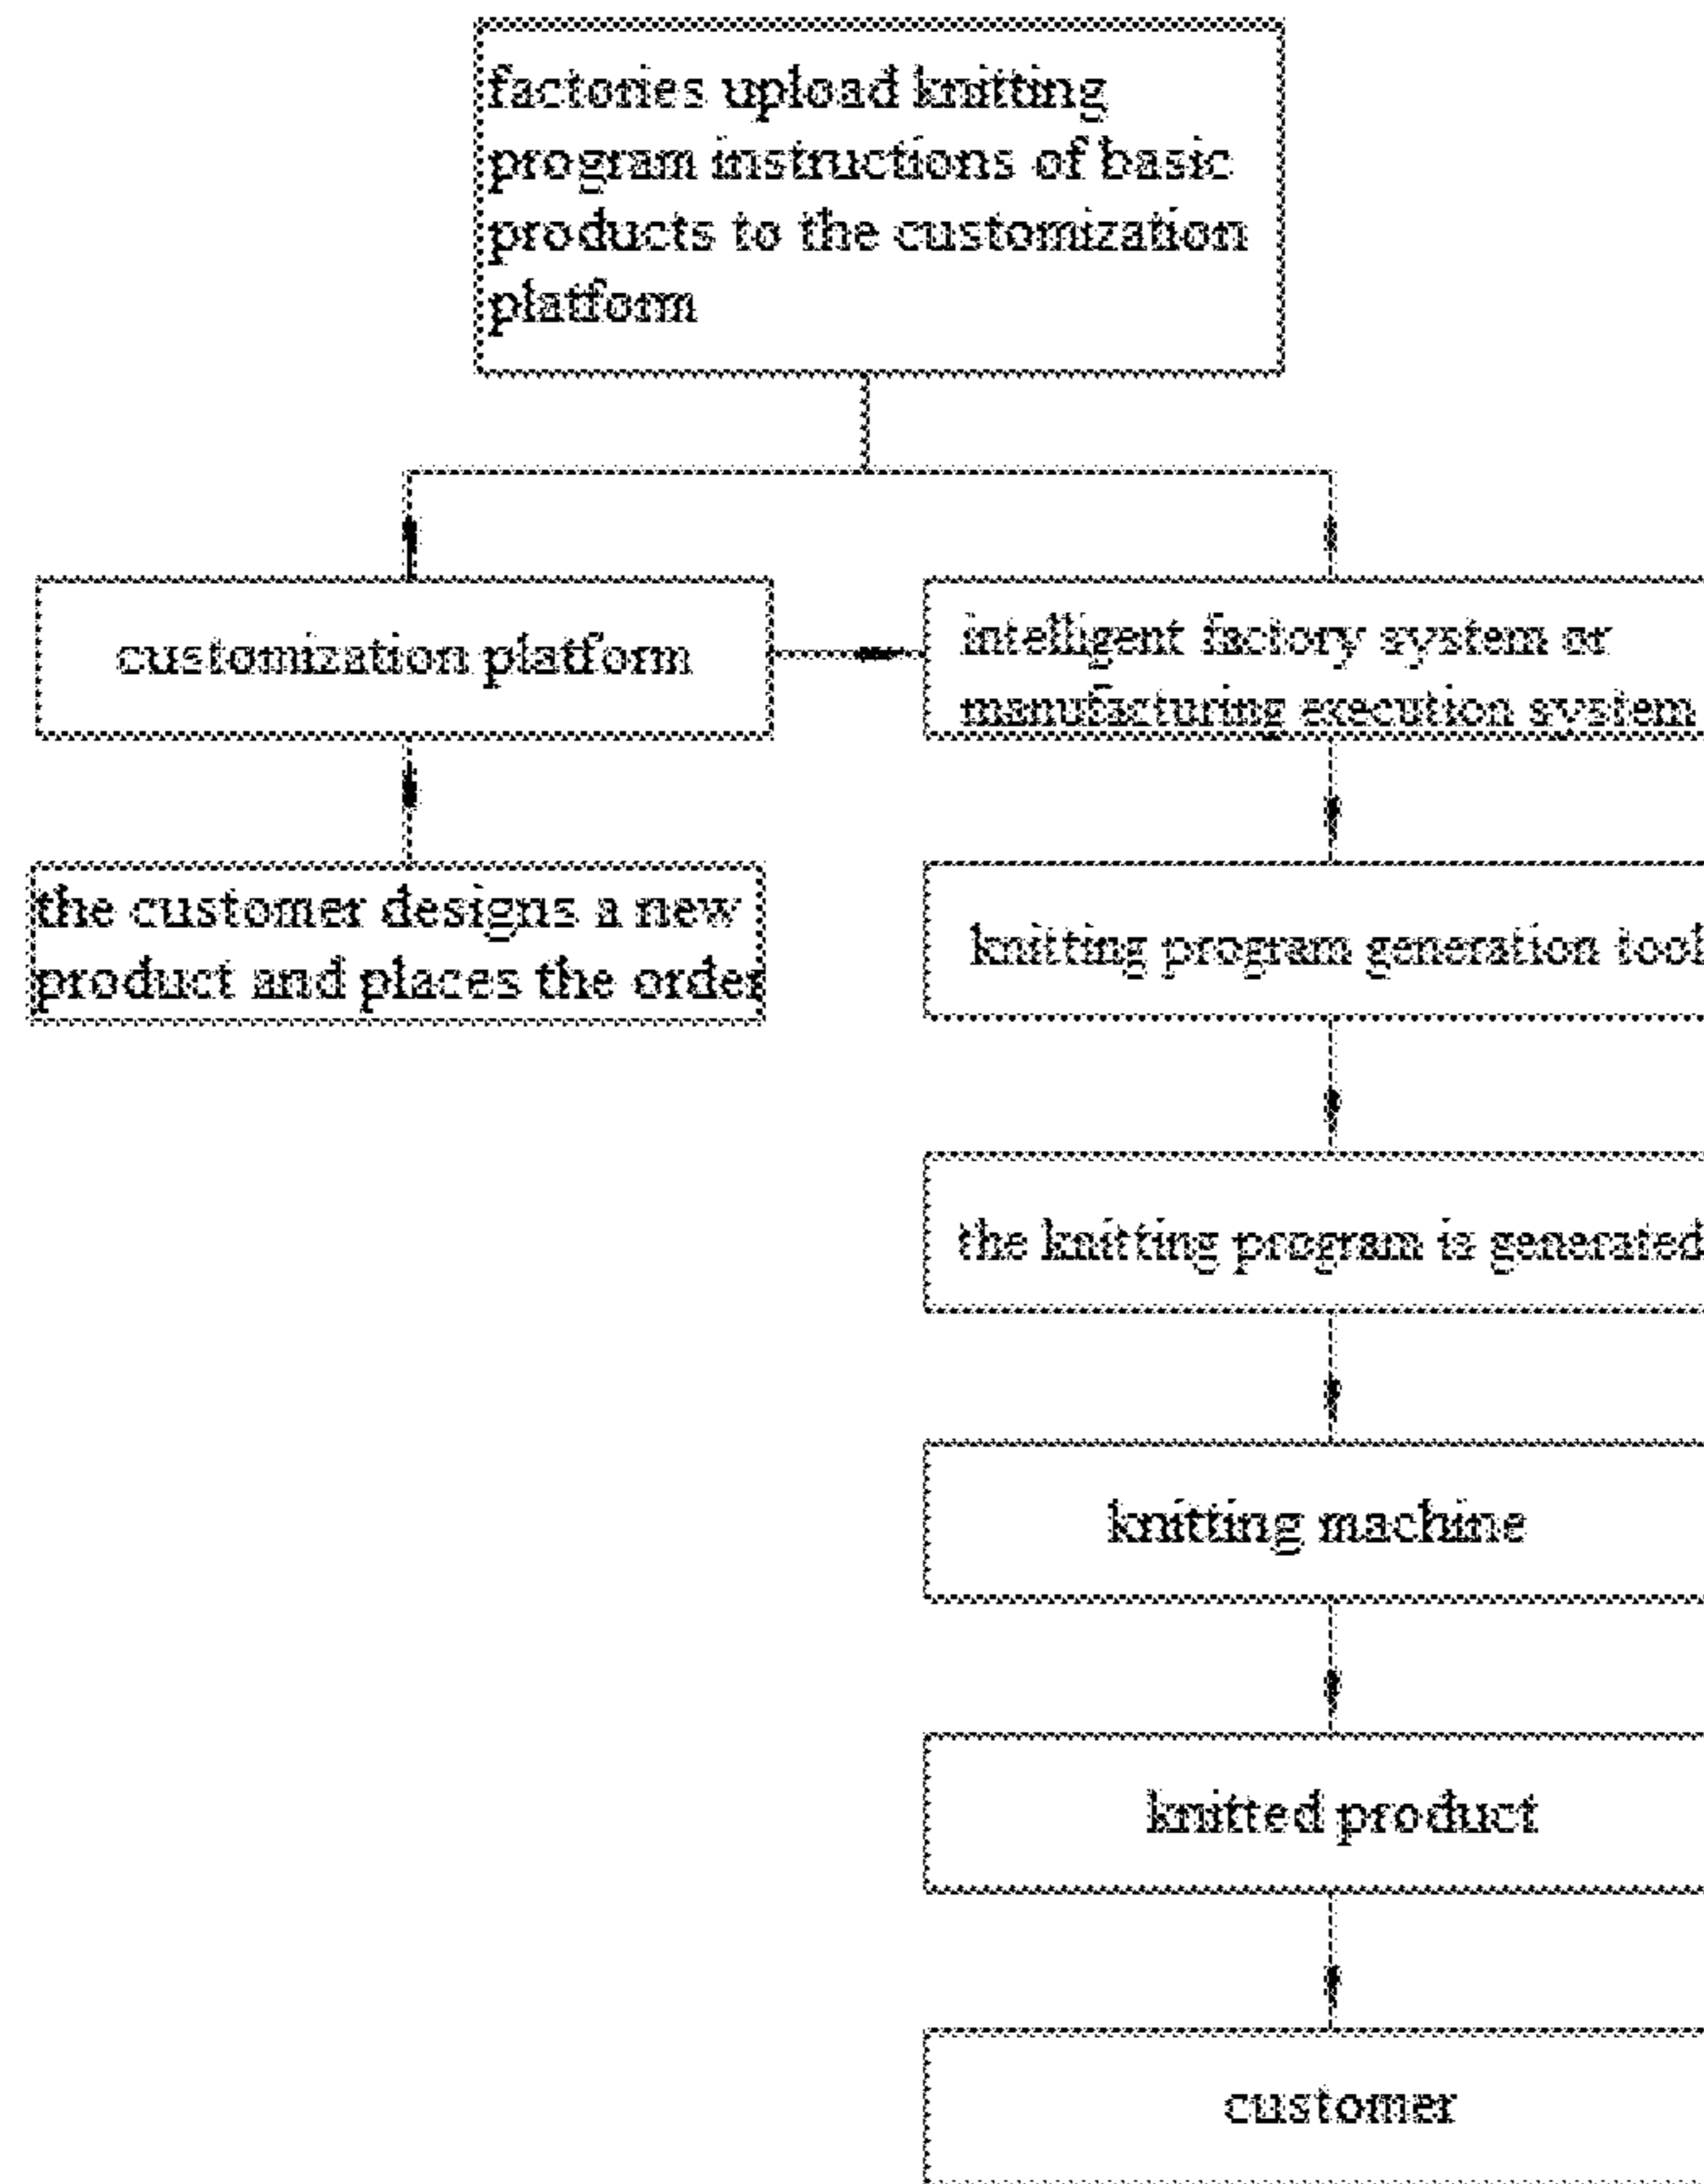 factories upload knitting
program instructions of basic
products to the customization
platform
customization platform
intelligent factory system or
manufacturing execution system
the customer designs a new
product and places the order
knitting program generation tool
the knitting program is generated
knitting machine
knitted product
customer